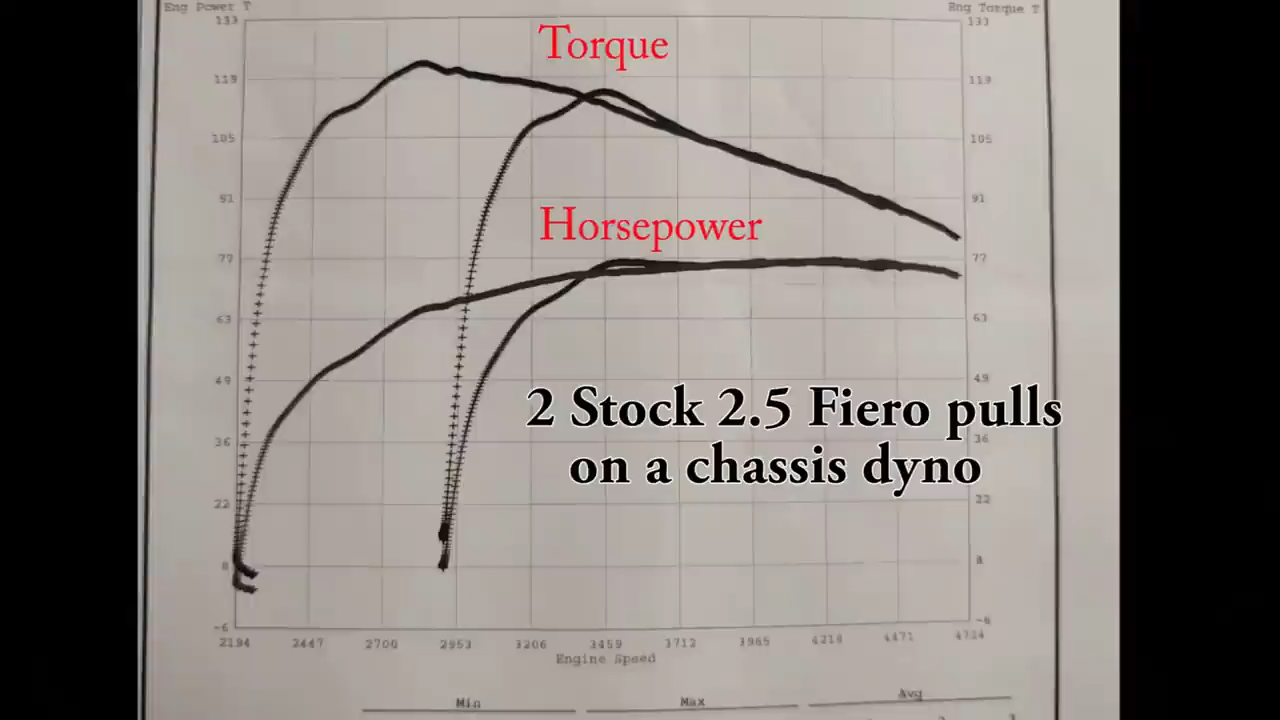 Eng Power T
Eng Torque T
133
133
Torque
119
119
105
105
91
91
Horsepower
77
77
63
63
49
49
2 Stock 2.5 Fiero pulls
36
36
on a chassis dyno
22
22
8
8
-6
-6
2194 2447 2700 2953 3206 3459 3712 3965 4218 4471 4724
Engine Speed
Min Max Avg